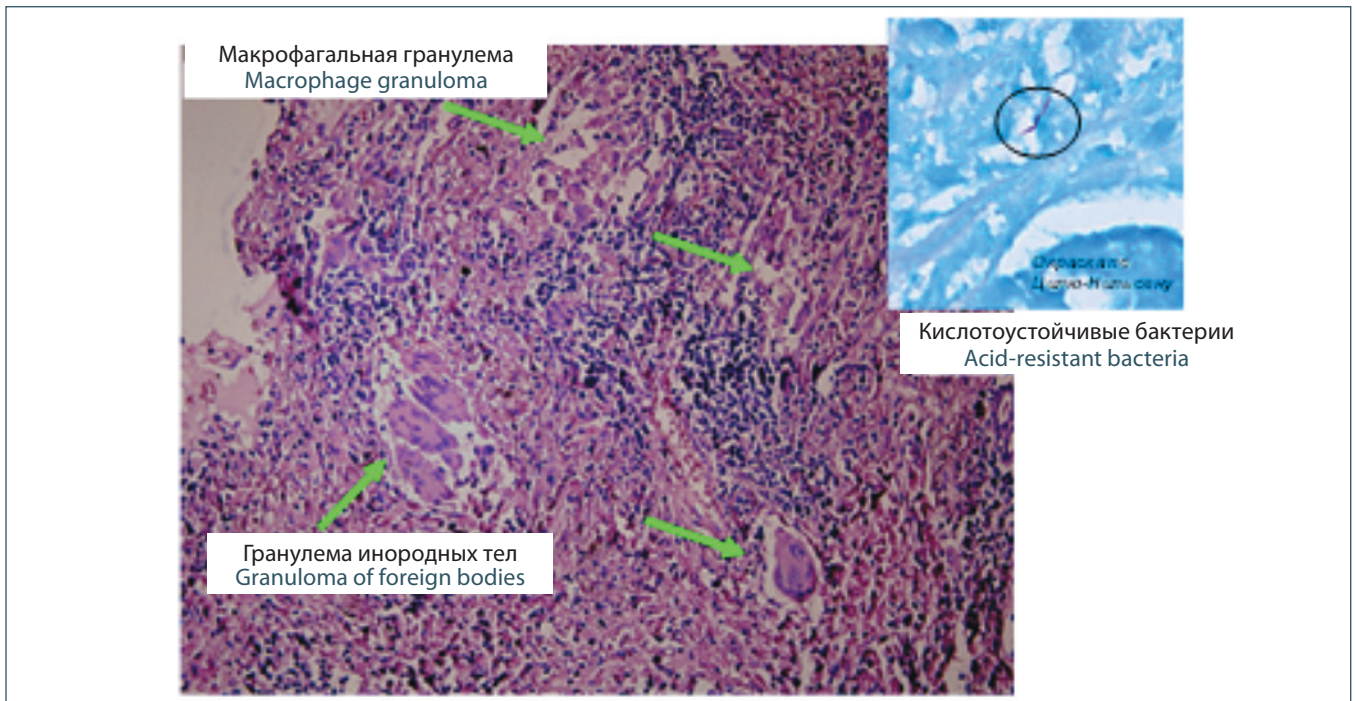 Макрофагальная гранулема
Macrophage granuloma
Кислотоустойчивые бактерии
Acid-resistant bacteria
Гранулема инородных тел
Granuloma of foreign bodies